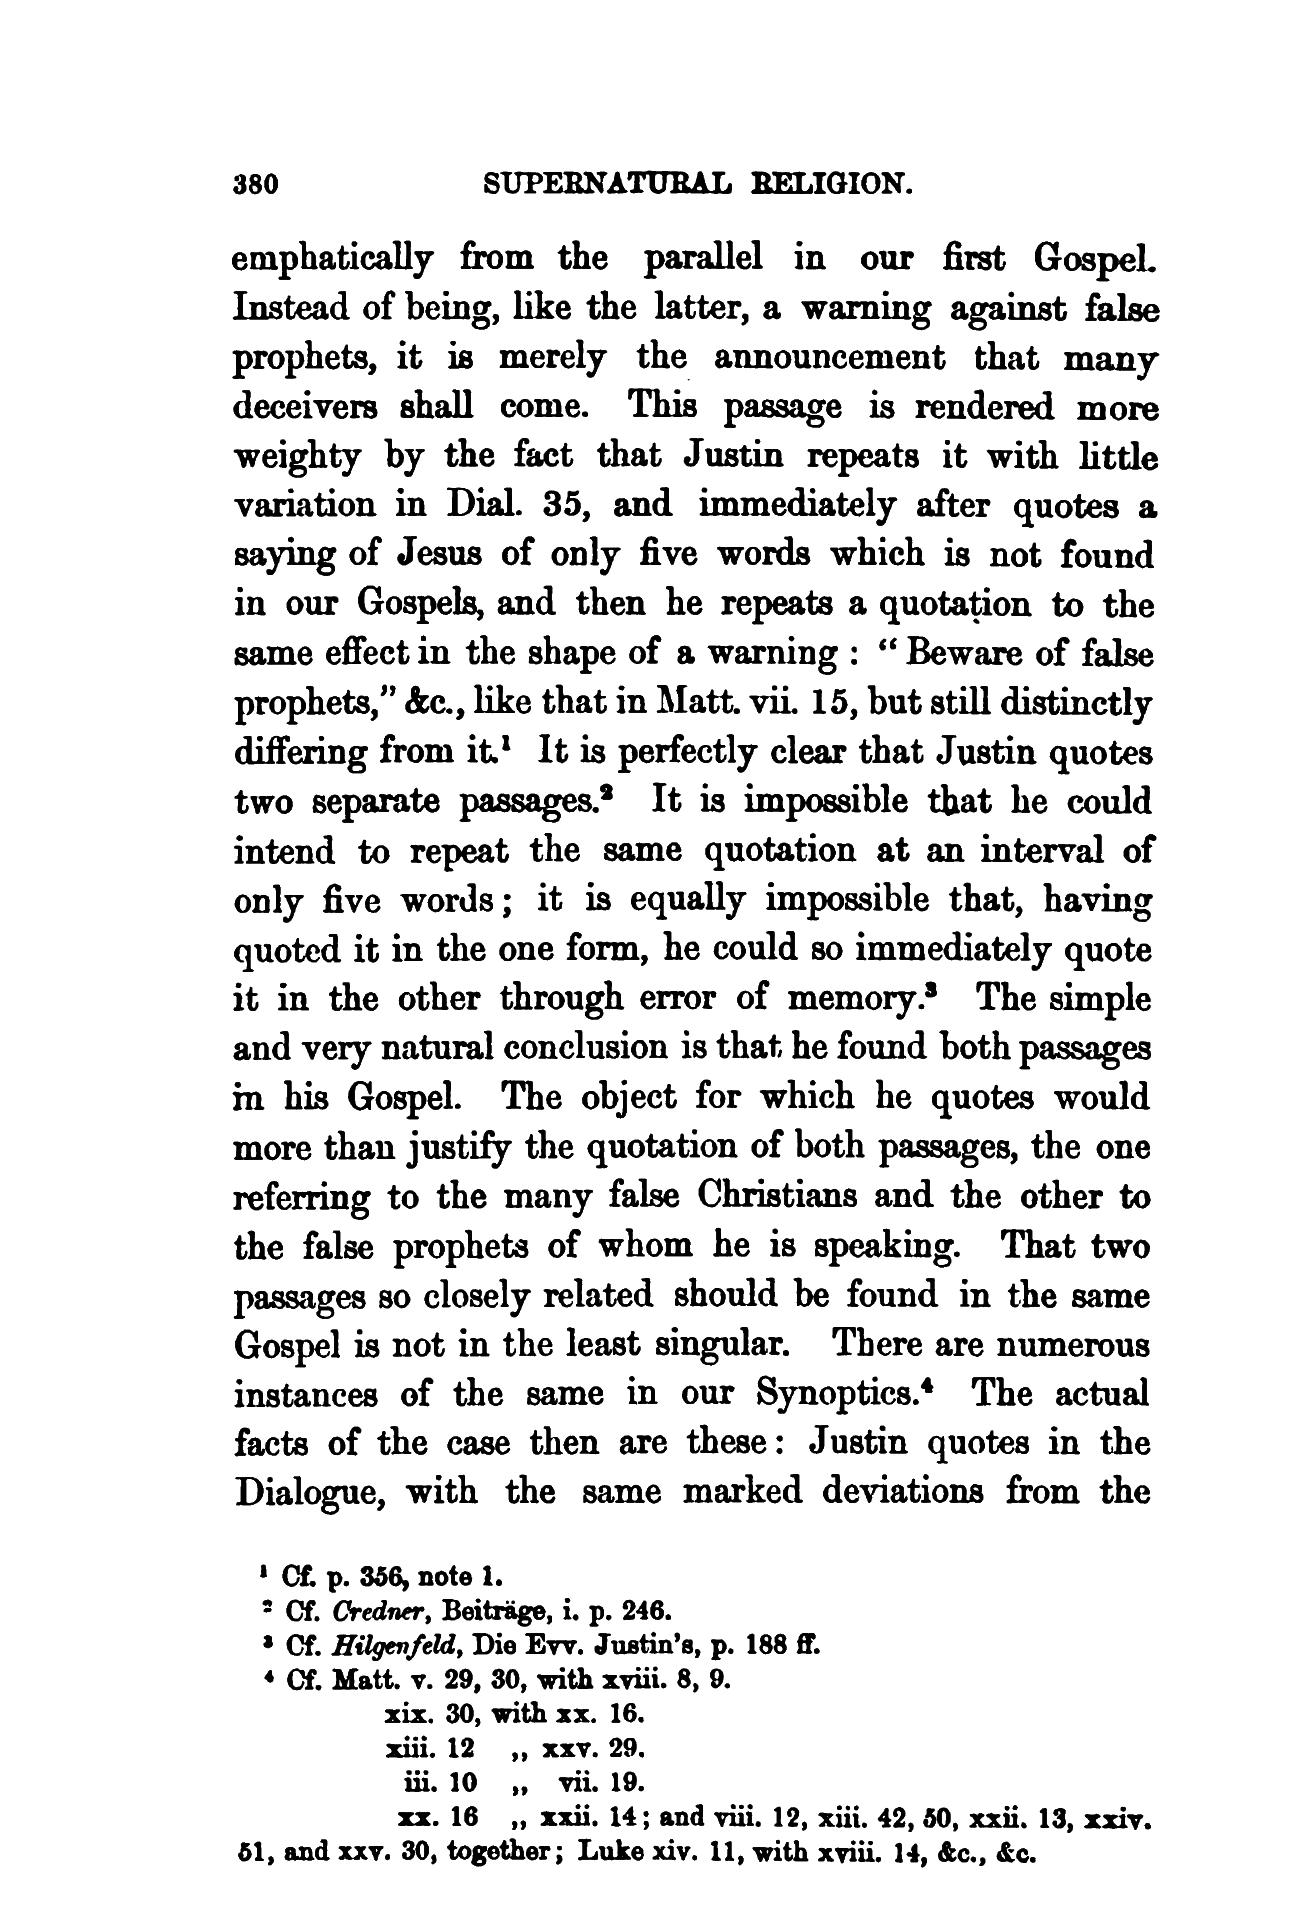 380 SUPERNATURAL RELIGION.
emphatically from the parallel in our first Gospel.
Instead of being, like the latter, a warning against false
prophets, it is merely the announcement that many
deceivers shall come. This passage is rendered more
weighty by the fact that Justin repeats it with little
variation in Dial. 35, and immediately after quotes a
saying of Jesus of only five words which is not found
in our Gospels, and then he repeats a quotation to the
same effect in the shape of a warning : “ Beware of false
prophets,” &c., like that in Matt. vii. 15, but still distinctly
differing from it.¹ It is perfectly clear that Justin quotes
two separate passages.² It is impossible that he could
intend to repeat the same quotation at an interval of
only five words ; it is equally impossible that, having
quoted it in the one form, he could so immediately quote
it in the other through error of memory.³ The simple
and very natural conclusion is that he found both passages
in his Gospel. The object for which he quotes would
more than justify the quotation of both passages, the one
referring to the many false Christians and the other to
the false prophets of whom he is speaking. That two
passages so closely related should be found in the same
Gospel is not in the least singular. There are numerous
instances of the same in our Synoptics.⁴ The actual
facts of the case then are these : Justin quotes in the
Dialogue, with the same marked deviations from the
¹ Cf. p. 356, note 1.
² Cf. Credner, Beiträge, i. p. 246.
³ Cf. Hilgenfeld, Die Evv. Justin's, p. 188 ff.
⁴ Cf. Matt. v. 29, 30, with xviii. 8, 9.
xix. 30, with xx. 16.
xiii. 12 ,, xxv. 29.
iii. 10 ,, vii. 19.
xx. 16 ,, xxii. 14 ; and viii. 12, xiii. 42, 50, xxii. 13, xxiv.
51, and xxv. 30, together ; Luke xiv. 11, with xviii. 14, &c., &c.